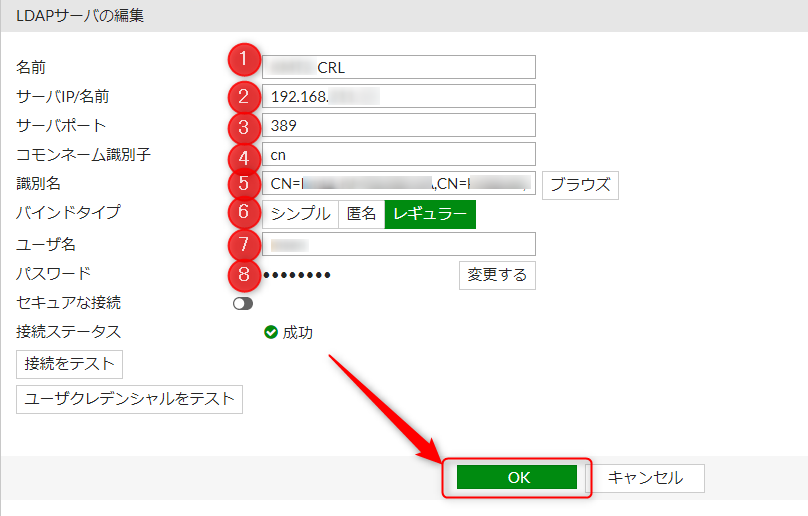 LDAPサーバの編集
名前 1 CRL
サーバIP/名前 2 192.168.
サーバポート 3 389
コモンネーム識別子 4 cn
識別名 5 CN= ,CN= ブラウズ
バインドタイプ 6 シンプル 匿名 レギュラー
ユーザ名 7
パスワード 8 ●●●●●●●● 変更する
セキュアな接続
接続ステータス 成功
接続をテスト
ユーザクレデンシャルをテスト
OK キャンセル